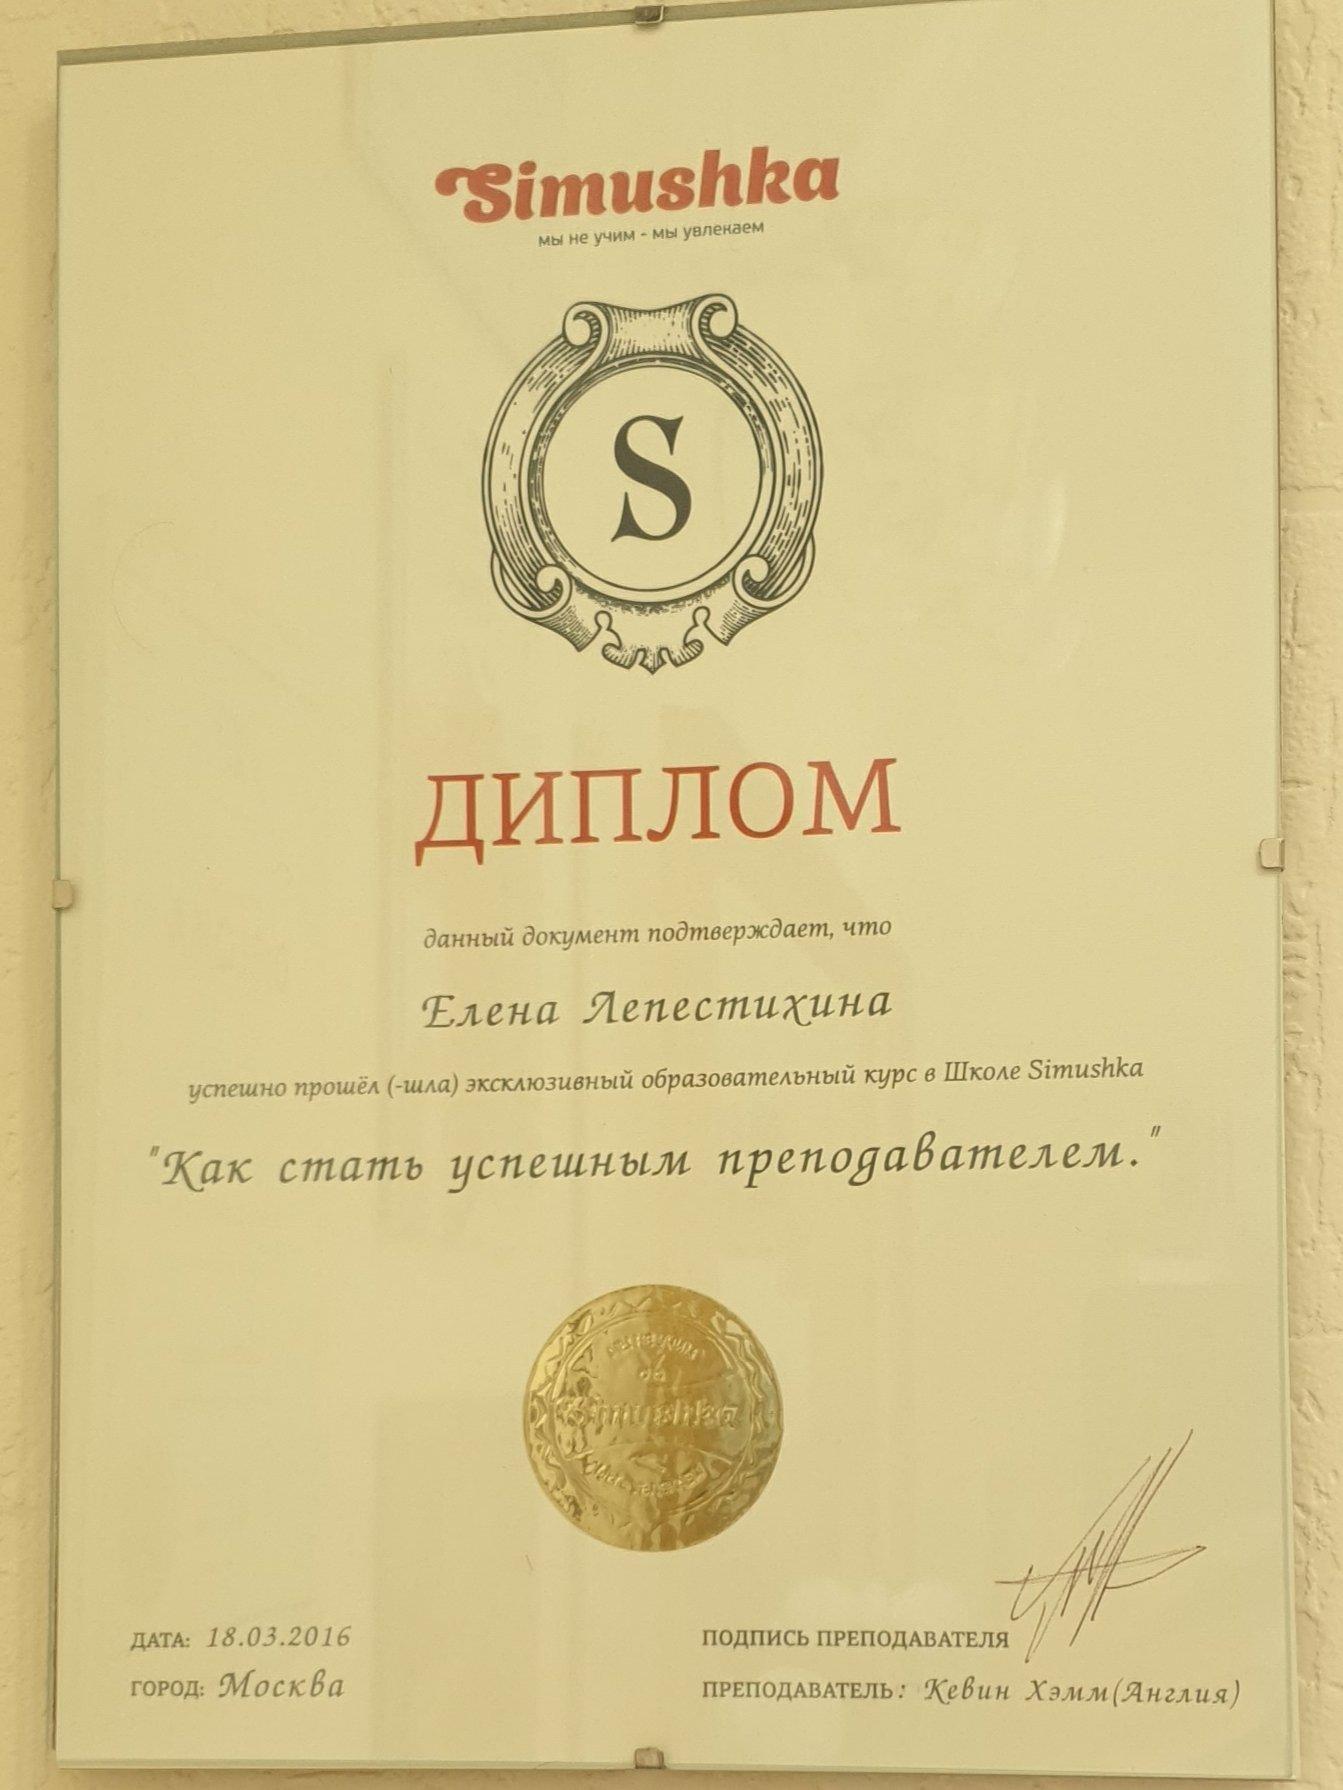 Simushka
мы не учим - мы увлекаем
S
ДИПЛОМ
данный документ подтверждает, что
Елена Лепестихина
успешно прошёл (-шла) эксклюзивный образовательный курс в Школе Simushka
"Как стать успешным преподавателем."
Simushka
ДАТА: 18.03.2016
ПОДПИСЬ ПРЕПОДАВАТЕЛЯ
ГОРОД: Москва
ПРЕПОДАВАТЕЛЬ: Кевин Хэмм(Англия)